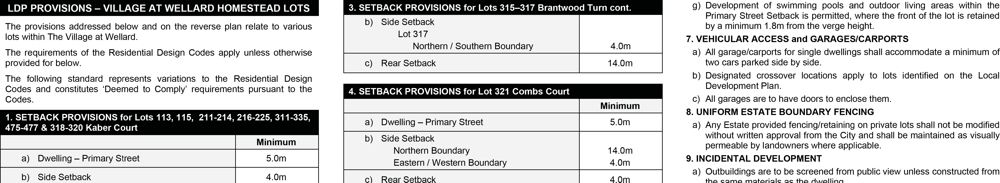 LDP PROVISIONS – VILLAGE AT WELLARD HOMESTEAD LOTS
The provisions addressed below and on the reverse plan relate to various
lots within The Village at Wellard.
The requirements of the Residential Design Codes apply unless otherwise
provided for below.
The following standard represents variations to the Residential Design
Codes and constitutes ‘Deemed to Comply’ requirements pursuant to the
Codes.
1. SETBACK PROVISIONS for Lots 113, 115, 211-214, 216-225, 311-335,
475-477 & 318-320 Kaber Court
Minimum
a) Dwelling – Primary Street 5.0m
b) Side Setback 4.0m
3. SETBACK PROVISIONS for Lots 315–317 Brantwood Turn cont.
b) Side Setback
Lot 317
Northern / Southern Boundary 4.0m
c) Rear Setback 14.0m
4. SETBACK PROVISIONS for Lot 321 Combs Court
Minimum
a) Dwelling – Primary Street 5.0m
b) Side Setback
Northern Boundary 14.0m
Eastern / Western Boundary 4.0m
c) Rear Setback 4.0m
g) Development of swimming pools and outdoor living areas within the
Primary Street Setback is permitted, where the front of the lot is retained
by a minimum 1.8m from the verge height.
7. VEHICULAR ACCESS and GARAGES/CARPORTS
a) All garage/carports for single dwellings shall accommodate a minimum of
two cars parked side by side.
b) Designated crossover locations apply to lots identified on the Local
Development Plan.
c) All garages are to have doors to enclose them.
8. UNIFORM ESTATE BOUNDARY FENCING
a) Any Estate provided fencing/retaining on private lots shall not be modified
without written approval from the City and shall be maintained as visually
permeable by landowners where applicable.
9. INCIDENTAL DEVELOPMENT
a) Outbuildings are to be screened from public view unless constructed from
the same materials as the dwelling.